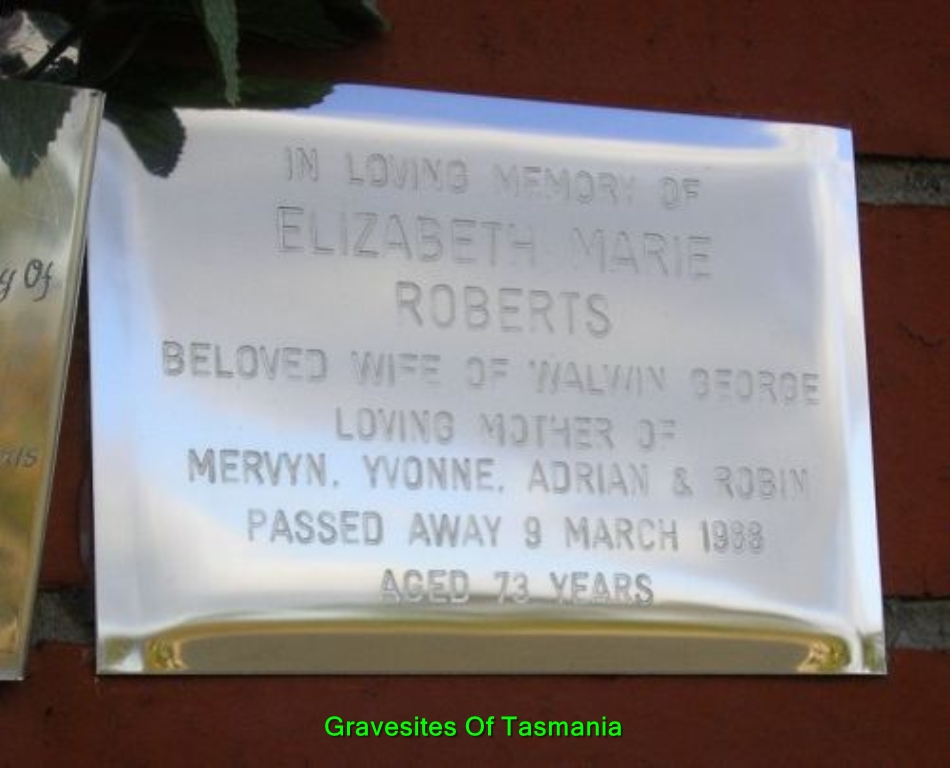 IN LOVING MEMORY OF
ELIZABETH MARIE
ROBERTS
BELOVED WIFE OF WALWIN GEORGE
LOVING MOTHER OF
MERVYN, YVONNE, ADRIAN & ROBIN
PASSED AWAY 9 MARCH 1988
AGED 73 YEARS
y Of
Gravesites Of Tasmania